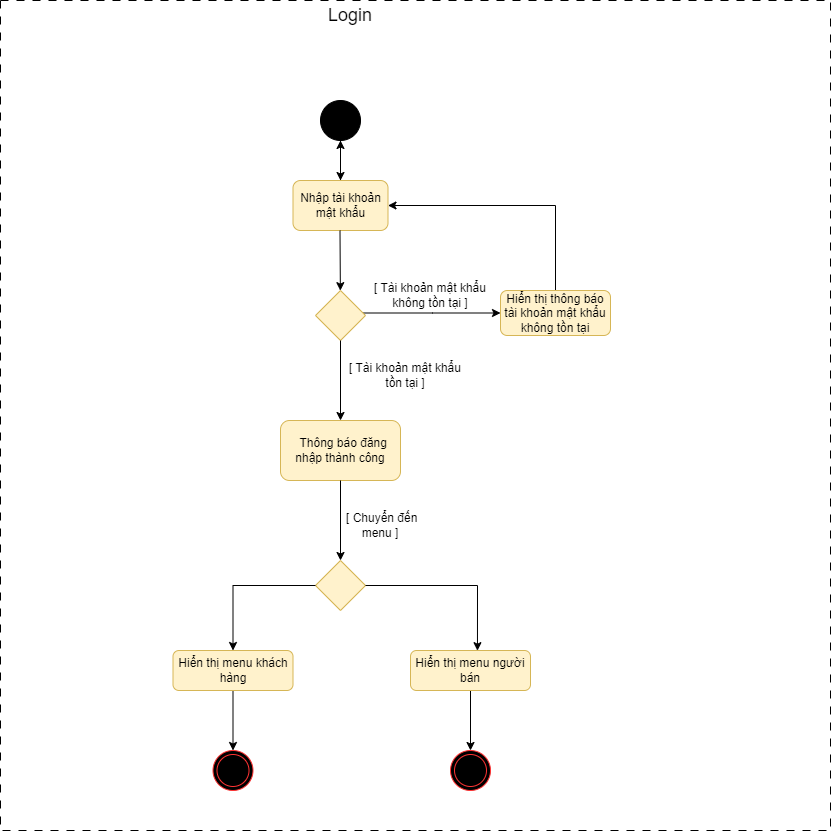 Login
Nhập tài khoản
mật khẩu
[ Tài khoản mật khẩu
không tồn tại ]
Hiển thị thông báo
tài khoản mật khẩu
không tồn tại
[ Tài khoản mật khẩu
tồn tại ]
Thông báo đăng
nhập thành công
[ Chuyển đến
menu ]
Hiển thị menu khách
hàng
Hiển thị menu người
bán